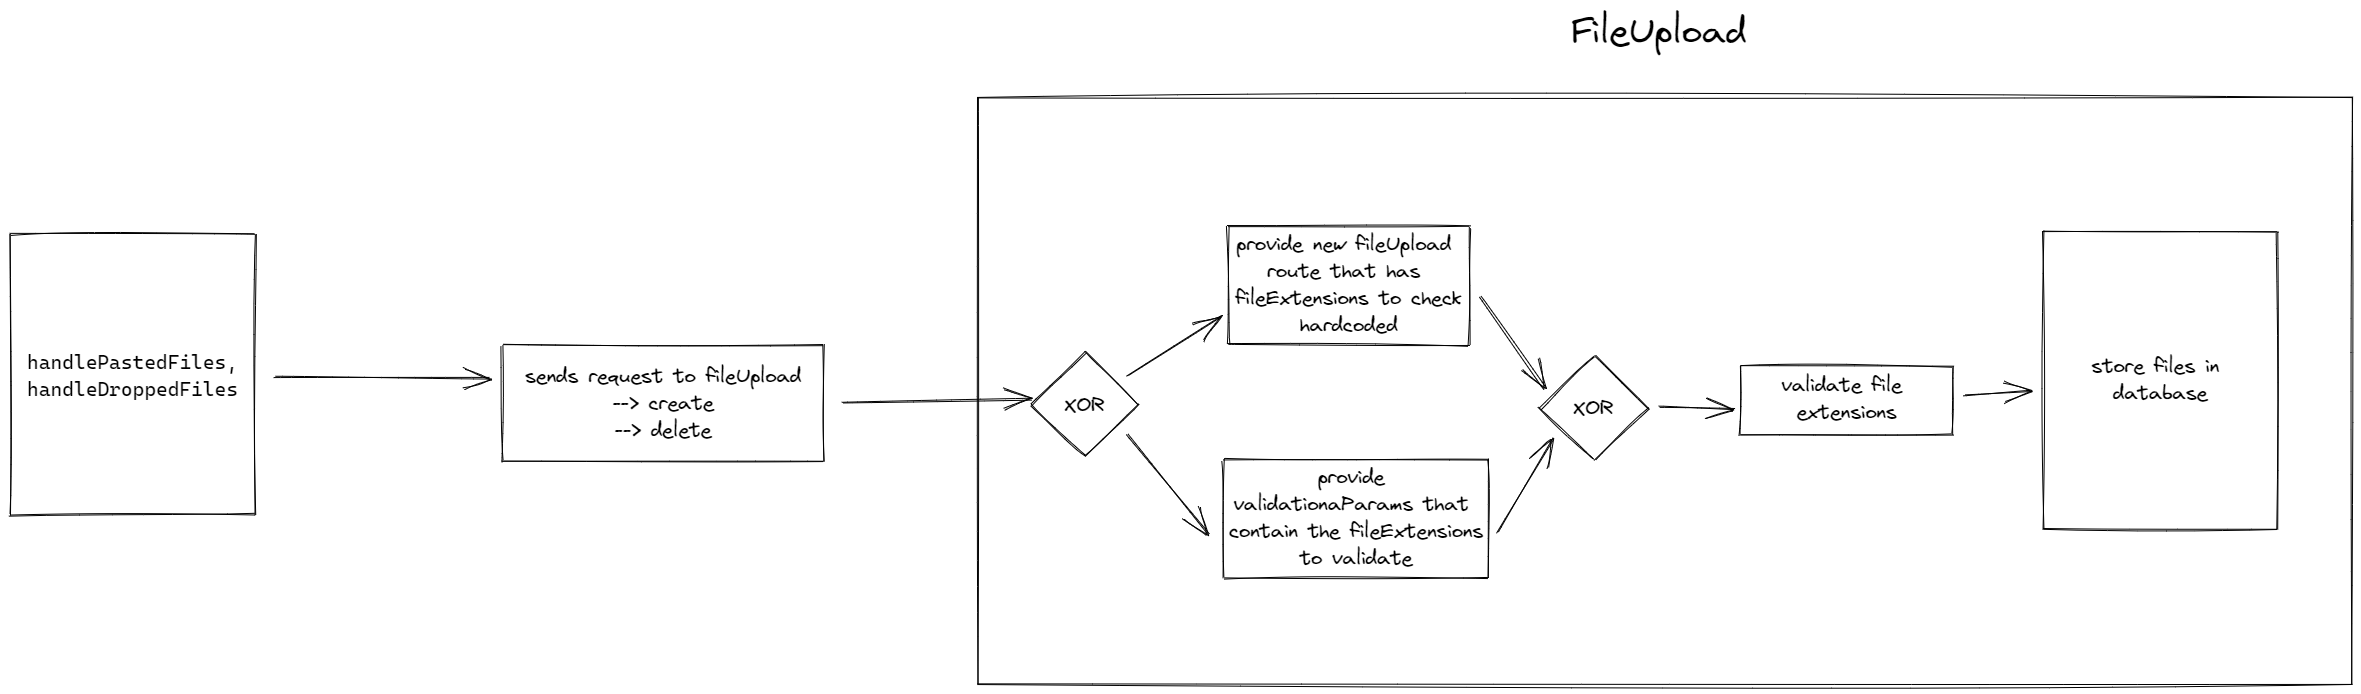 FileUpload
handlePastedFiles,
handleDroppedFiles
sends request to fileUpload
--> create
--> delete
XOR
provide new fileUpload
route that has
fileExtensions to check
hardcoded
provide
validationaParams that
contain the fileExtensions
to validate
XOR
validate file
extensions
store files in
database